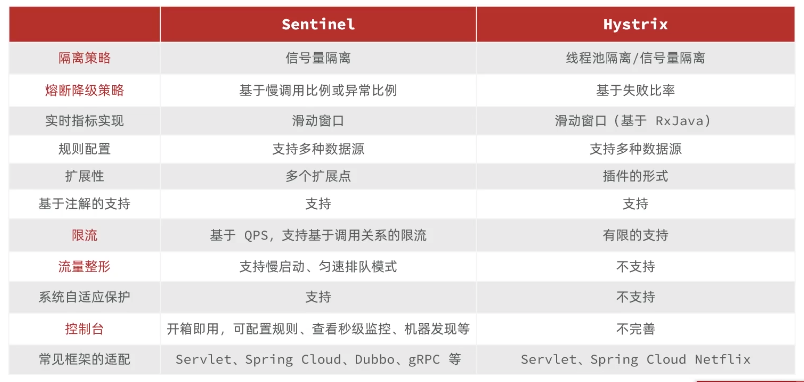 Sentinel Hystrix
隔离策略 信号量隔离 线程池隔离/信号量隔离
熔断降级策略 基于慢调用比例或异常比例 基于失败比率
实时指标实现 滑动窗口 滑动窗口（基于 RxJava）
规则配置 支持多种数据源 支持多种数据源
扩展性 多个扩展点 插件的形式
基于注解的支持 支持 支持
限流 基于 QPS，支持基于调用关系的限流 有限的支持
流量整形 支持慢启动、匀速排队模式 不支持
系统自适应保护 支持 不支持
控制台 开箱即用，可配置规则、查看秒级监控、机器发现等 不完善
常见框架的适配 Servlet、Spring Cloud、Dubbo、gRPC 等 Servlet、Spring Cloud Netflix